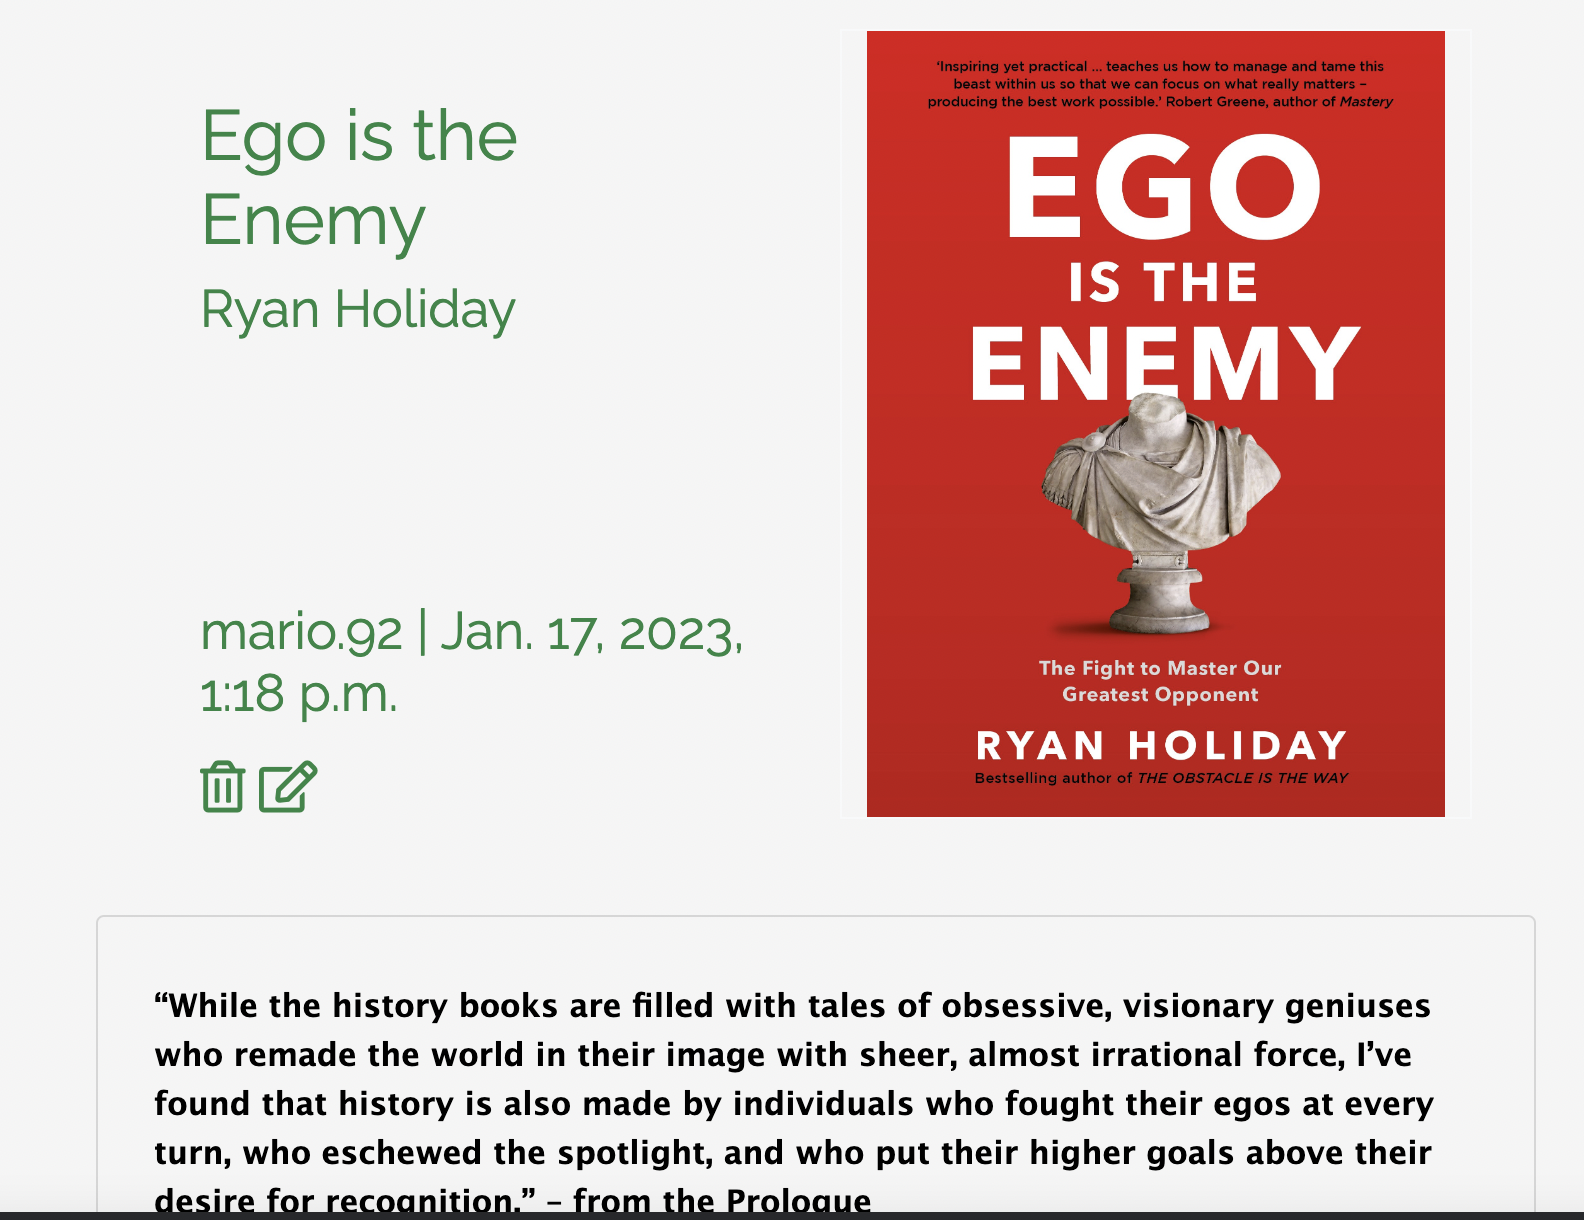 Ego is the
Enemy
Ryan Holiday
mario.92 | Jan. 17, 2023,
1:18 p.m.
‘Inspiring yet practical ... teaches us how to manage and tame this
beast within us so that we can focus on what really matters –
producing the best work possible.’ Robert Greene, author of Mastery
EGO
IS THE
ENEMY
The Fight to Master Our
Greatest Opponent
RYAN HOLIDAY
Bestselling author of THE OBSTACLE IS THE WAY
“While the history books are filled with tales of obsessive, visionary geniuses
who remade the world in their image with sheer, almost irrational force, I’ve
found that history is also made by individuals who fought their egos at every
turn, who eschewed the spotlight, and who put their higher goals above their
desire for recognition.” – from the Prologue